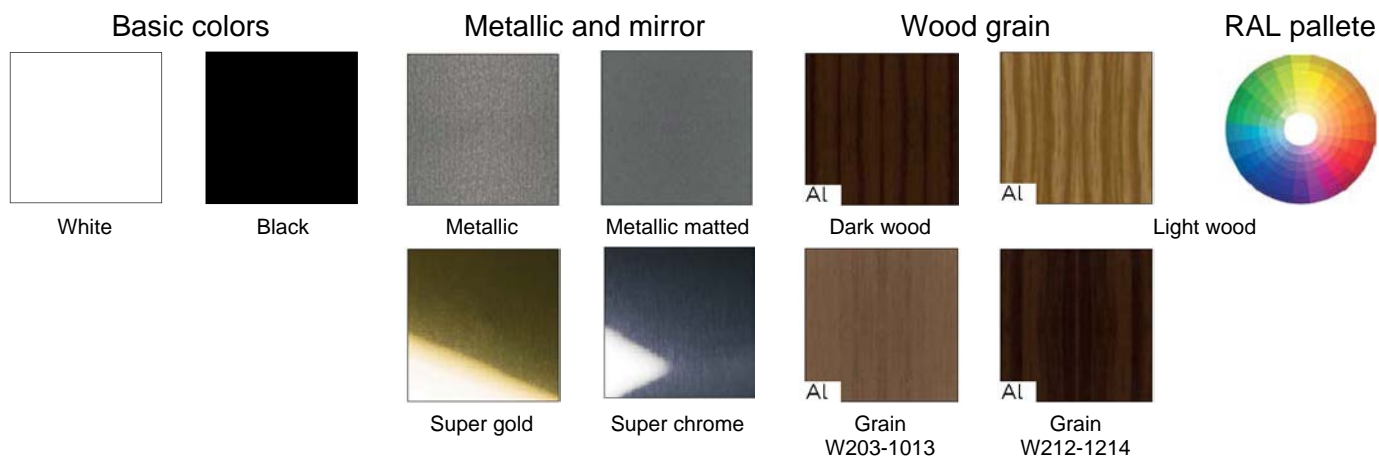 Basic colors
Metallic and mirror
Wood grain
RAL pallete
Al
Al
White
Black
Metallic
Metallic matted
Dark wood
Light wood
Al
Al
Super gold
Super chrome
Grain
W203-1013
Grain
W212-1214